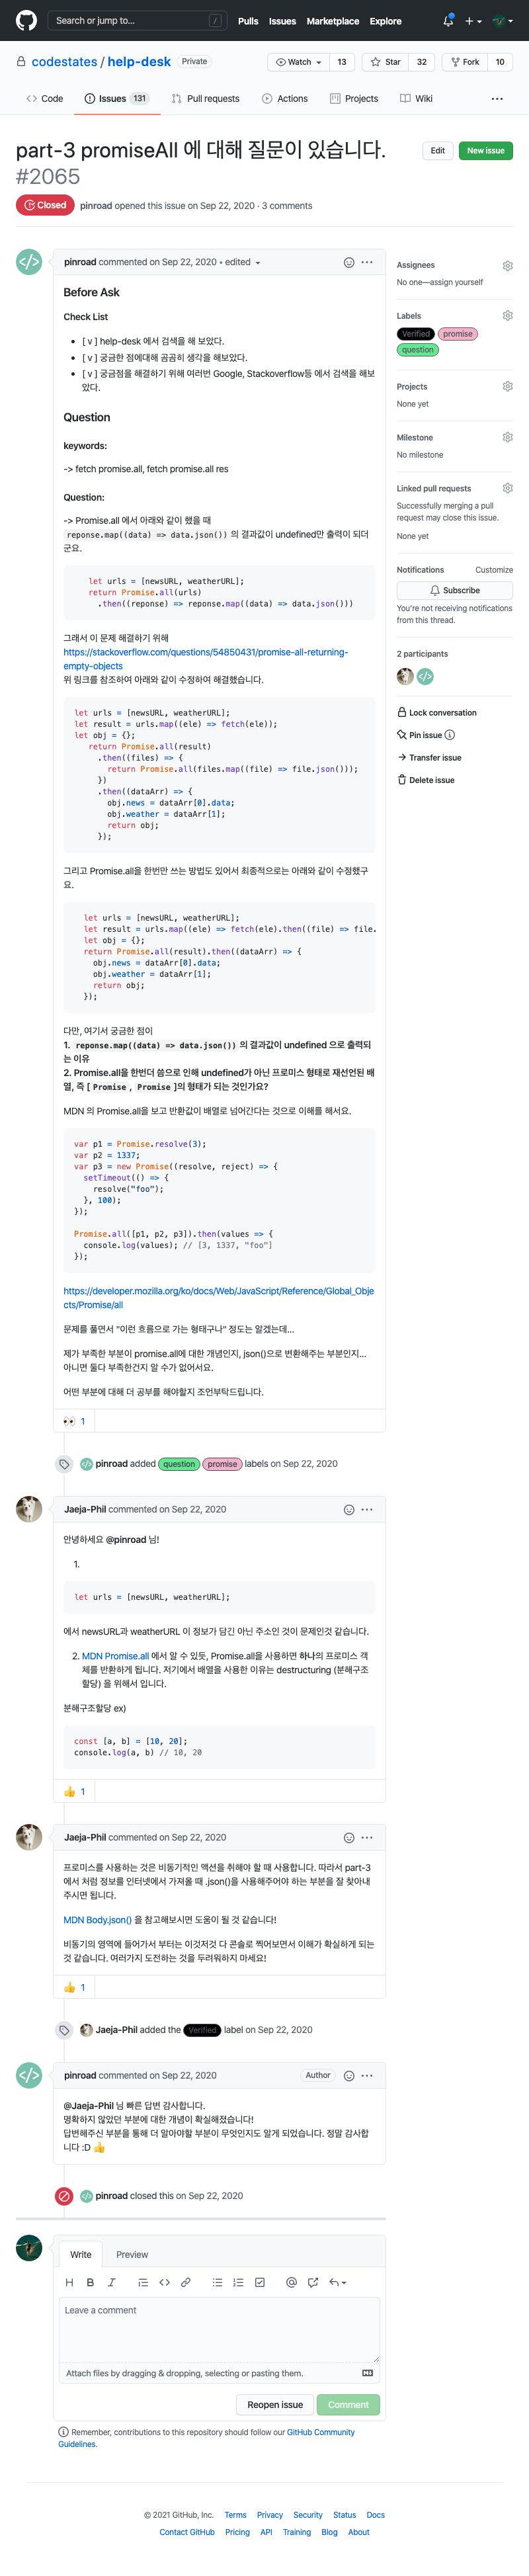 Search or jump to... /
Pulls Issues Marketplace Explore
codestates / help-desk Private
Watch 13 Star 32 Fork 10
Code Issues 131 Pull requests Actions Projects Wiki
part-3 promiseAll 에 대해 질문이 있습니다.
#2065
Edit New issue
Closed pinroad opened this issue on Sep 22, 2020 · 3 comments
pinroad commented on Sep 22, 2020 • edited
Before Ask
Check List
[ v ] help-desk 에서 검색을 해 보았다.
[ v ] 궁금한 점에대해 곰곰히 생각을 해보았다.
[ v ] 궁금점을 해결하기 위해 여러번 Google, Stackoverflow등 에서 검색을 해보
았다.
Question
keywords:
-> fetch promise.all, fetch promise.all res
Question:
-> Promise.all 에서 아래와 같이 했을 때
reponse.map((data) => data.json()) 의 결과값이 undefined만 출력이 되더
군요.
let urls = [newsURL, weatherURL];
return Promise.all(urls)
.then((reponse) => reponse.map((data) => data.json()))
그래서 이 문제 해결하기 위해
https://stackoverflow.com/questions/54850431/promise-all-returning-
empty-objects
위 링크를 참조하여 아래와 같이 수정하여 해결했습니다.
let urls = [newsURL, weatherURL];
let result = urls.map((ele) => fetch(ele));
let obj = {};
return Promise.all(result)
.then((files) => {
return Promise.all(files.map((file) => file.json()));
})
.then((dataArr) => {
obj.news = dataArr[0].data;
obj.weather = dataArr[1];
return obj;
});
그리고 Promise.all을 한번만 쓰는 방법도 있어서 최종적으로는 아래와 같이 수정했구
요.
let urls = [newsURL, weatherURL];
let result = urls.map((ele) => fetch(ele).then((file) => file.
let obj = {};
return Promise.all(result).then((dataArr) => {
obj.news = dataArr[0].data;
obj.weather = dataArr[1];
return obj;
});
다만, 여기서 궁금한 점이
1. reponse.map((data) => data.json()) 의 결과값이 undefined 으로 출력되
는 이유
2. Promise.all을 한번더 씀으로 인해 undefined가 아닌 프로미스 형태로 재선언된 배
열, 즉 [ Promise , Promise ]의 형태가 되는 것인가요?
MDN 의 Promise.all을 보고 반환값이 배열로 넘어간다는 것으로 이해를 해서요.
var p1 = Promise.resolve(3);
var p2 = 1337;
var p3 = new Promise((resolve, reject) => {
setTimeout(() => {
resolve("foo");
}, 100);
});
Promise.all([p1, p2, p3]).then(values => {
console.log(values); // [3, 1337, "foo"]
});
https://developer.mozilla.org/ko/docs/Web/JavaScript/Reference/Global_Obje
cts/Promise/all
문제를 풀면서 "이런 흐름으로 가는 형태구나" 정도는 알겠는데...
제가 부족한 부분이 promise.all에 대한 개념인지, json()으로 변환해주는 부분인지...
아니면 둘다 부족한건지 알 수가 없어서요.
어떤 부분에 대해 더 공부를 해야할지 조언부탁드립니다.
👀 1
pinroad added question promise labels on Sep 22, 2020
Jaeja-Phil commented on Sep 22, 2020
안녕하세요 @pinroad 님!
1.
let urls = [newsURL, weatherURL];
에서 newsURL과 weatherURL 이 정보가 담긴 아닌 주소인 것이 문제인것 같습니다.
2. MDN Promise.all 에서 알 수 있듯, Promise.all을 사용하면 하나의 프로미스 객
체를 반환하게 됩니다. 저기에서 배열을 사용한 이유는 destructuring (분해구조
할당) 을 위해서 입니다.
분해구조할당 ex)
const [a, b] = [10, 20];
console.log(a, b) // 10, 20
👍 1
Jaeja-Phil commented on Sep 22, 2020
프로미스를 사용하는 것은 비동기적인 액션을 취해야 할 때 사용합니다. 따라서 part-3
에서 처럼 정보를 인터넷에서 가져올 때 .json()을 사용해주어야 하는 부분을 잘 찾아내
주시면 됩니다.
MDN Body.json() 을 참고해보시면 도움이 될 것 같습니다!
비동기의 영역에 들어가서 부터는 이것저것 다 콘솔로 찍어보면서 이해가 확실하게 되는
것 같습니다. 여러가지 도전하는 것을 두려워하지 마세요!
👍 1
Jaeja-Phil added the Verified label on Sep 22, 2020
pinroad commented on Sep 22, 2020 Author
@Jaeja-Phil 님 빠른 답변 감사합니다.
명확하지 않았던 부분에 대한 개념이 확실해졌습니다!
답변해주신 부분을 통해 더 알아야할 부분이 무엇인지도 알게 되었습니다. 정말 감사합
니다 :D 👍
pinroad closed this on Sep 22, 2020
Write Preview
Leave a comment
Attach files by dragging & dropping, selecting or pasting them.
Reopen issue Comment
Remember, contributions to this repository should follow our GitHub Community
Guidelines.
Assignees
No one—assign yourself
Labels
Verified promise
question
Projects
None yet
Milestone
No milestone
Linked pull requests
Successfully merging a pull
request may close this issue.
None yet
Notifications Customize
Subscribe
You're not receiving notifications
from this thread.
2 participants
Lock conversation
Pin issue
Transfer issue
Delete issue
© 2021 GitHub, Inc. Terms Privacy Security Status Docs
Contact GitHub Pricing API Training Blog About